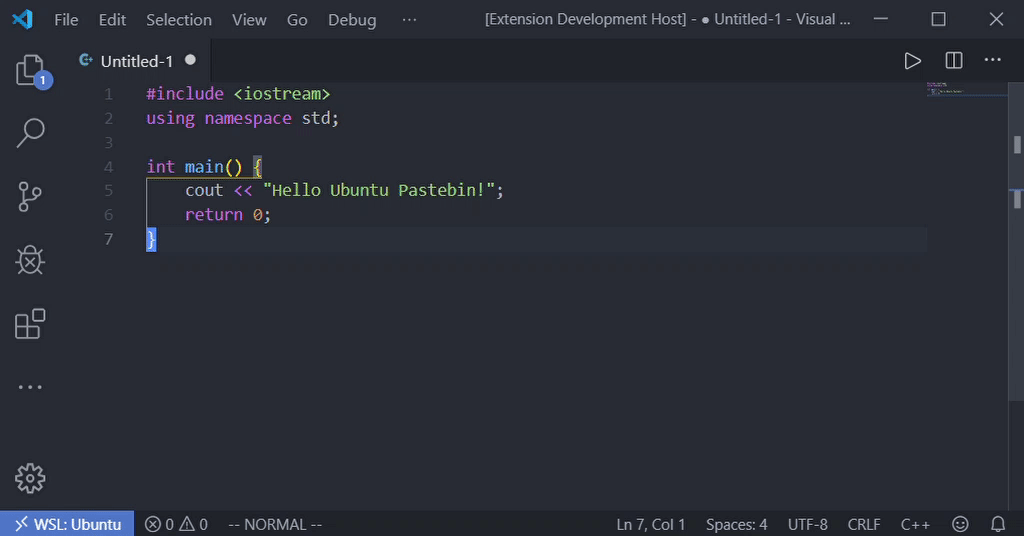 File Edit Selection View Go Debug ··· [Extension Development Host] - ● Untitled-1 - Visual ...
Untitled-1 ●
1
1 #include <iostream>
2 using namespace std;
3
4 int main() {
5 cout << "Hello Ubuntu Pastebin!";
6 return 0;
7 }
WSL: Ubuntu 0 0 -- NORMAL -- Ln 7, Col 1 Spaces: 4 UTF-8 CRLF C++